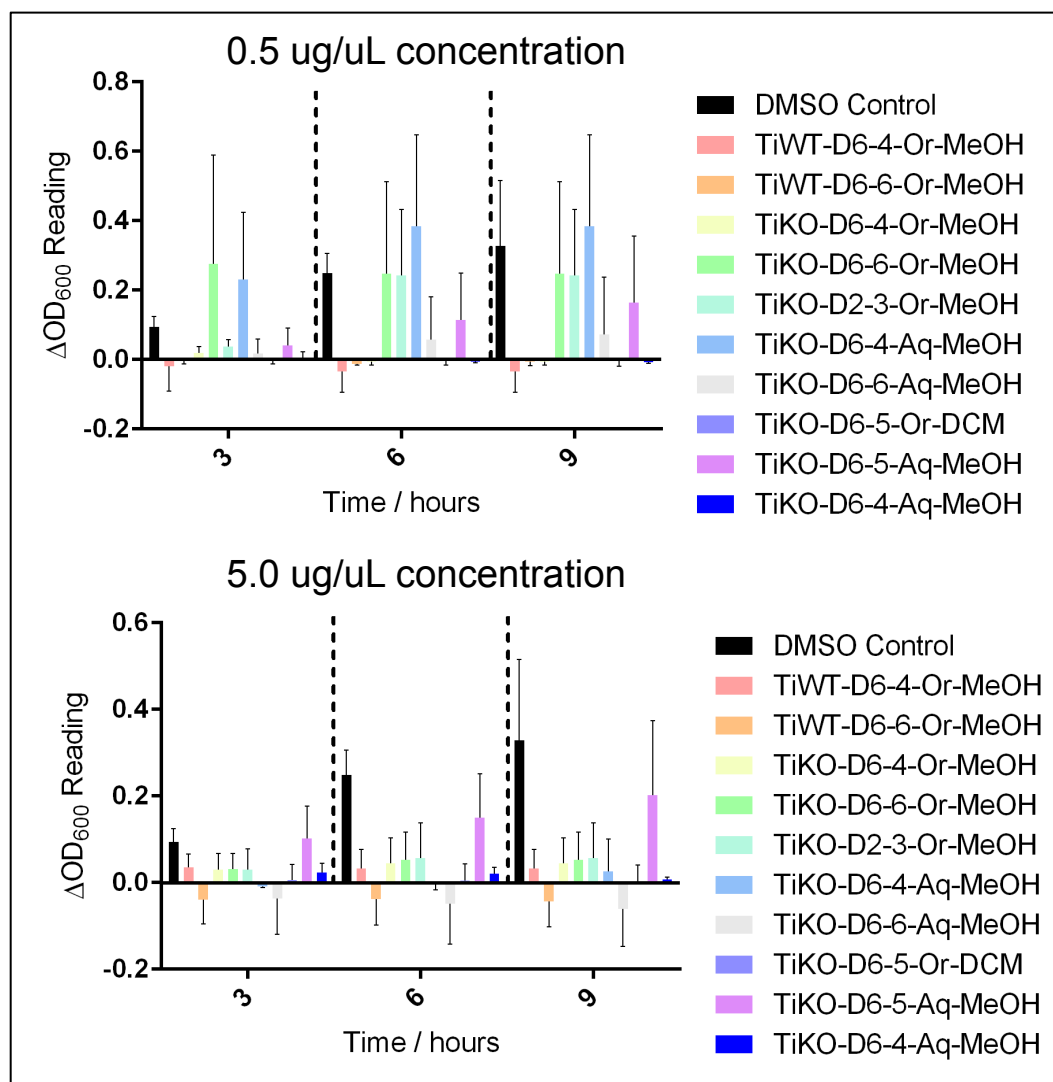 0.5 ug/uL concentration
0.8
0.6
0.4
0.2
0.0
-0.2
ΔOD600 Reading
3
6
9
Time / hours
DMSO Control
TiWT-D6-4-Or-MeOH
TiWT-D6-6-Or-MeOH
TiKO-D6-4-Or-MeOH
TiKO-D6-6-Or-MeOH
TiKO-D2-3-Or-MeOH
TiKO-D6-4-Aq-MeOH
TiKO-D6-6-Aq-MeOH
TiKO-D6-5-Or-DCM
TiKO-D6-5-Aq-MeOH
TiKO-D6-4-Aq-MeOH
5.0 ug/uL concentration
0.6
0.4
0.2
0.0
-0.2
ΔOD600 Reading
3
6
9
Time / hours
DMSO Control
TiWT-D6-4-Or-MeOH
TiWT-D6-6-Or-MeOH
TiKO-D6-4-Or-MeOH
TiKO-D6-6-Or-MeOH
TiKO-D2-3-Or-MeOH
TiKO-D6-4-Aq-MeOH
TiKO-D6-6-Aq-MeOH
TiKO-D6-5-Or-DCM
TiKO-D6-5-Aq-MeOH
TiKO-D6-4-Aq-MeOH